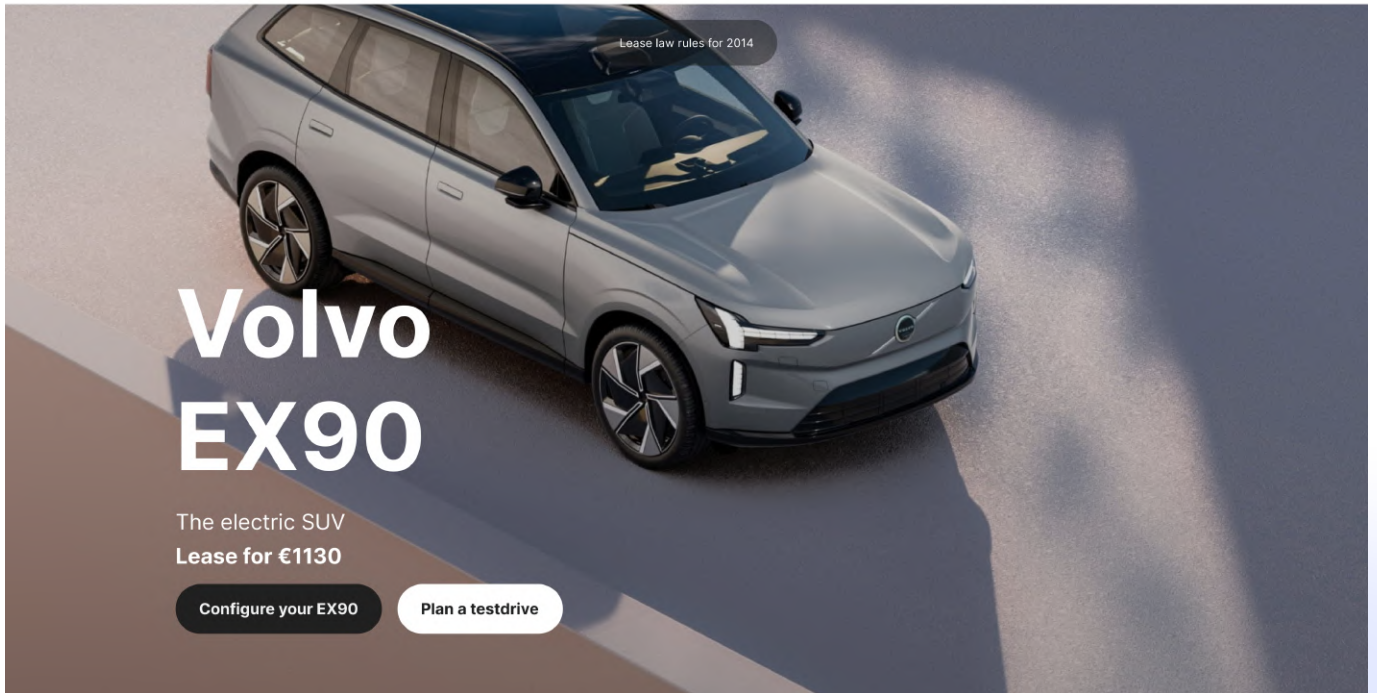 Lease law rules for 2014
Volvo
EX90
The electric SUV
Lease for €1130
Configure your EX90
Plan a testdrive